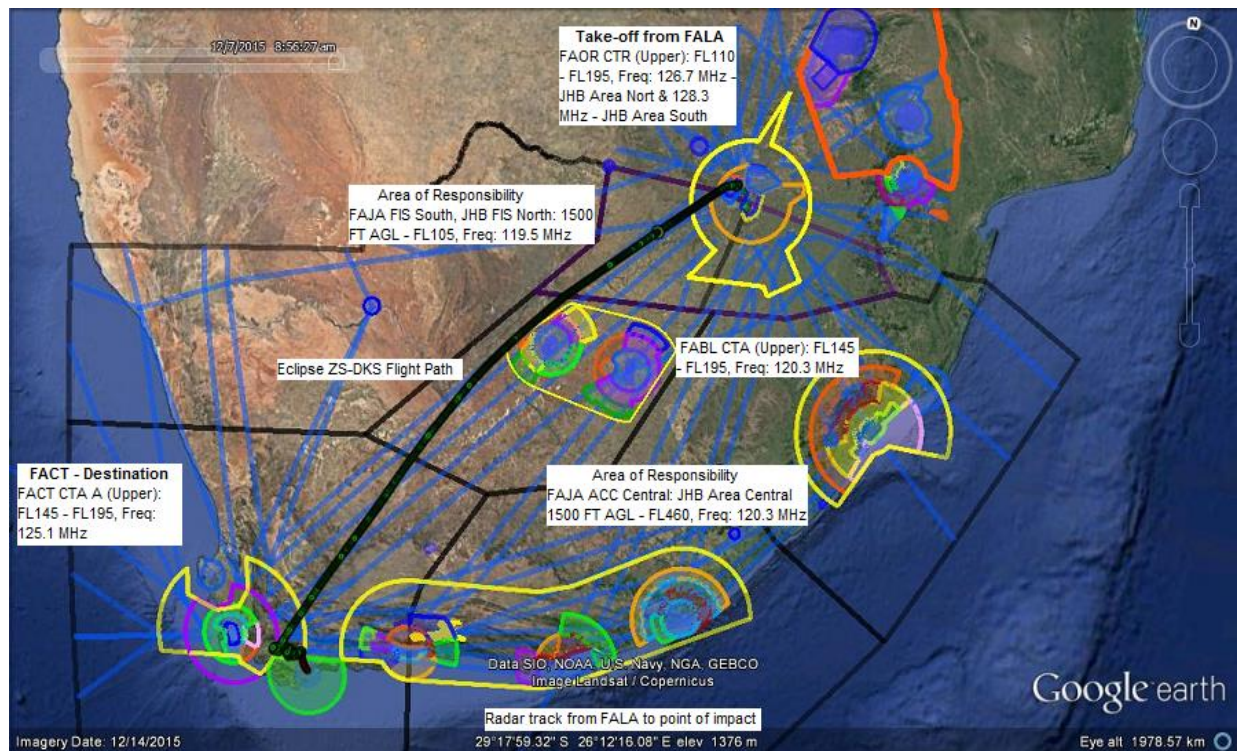 12/7/2015 8:56:27 am
N
Take-off from FALA
FAOR CTR (Upper): FL110
- FL195, Freq: 126.7 MHz -
JHB Area Nort & 128.3
MHz - JHB Area South
Area of Responsibility
FAJA FIS South, JHB FIS North: 1500
FT AGL - FL105, Freq: 119.5 MHz
Eclipse ZS-DKS Flight Path
FABL CTA (Upper): FL145
- FL195, Freq: 120.3 MHz
FACT - Destination
FACT CTA A (Upper):
FL145 - FL195, Freq:
125.1 MHz
Area of Responsibility
FAJA ACC Central: JHB Area Central
1500 FT AGL - FL460, Freq: 120.3 MHz
Data SIO, NOAA, U.S. Navy, NGA, GEBCO
Image Landsat / Copernicus
Google earth
Radar track from FALA to point of impact
Imagery Date: 12/14/2015
29°17'59.32" S 26°12'16.08" E elev 1376 m
Eye alt 1978.57 km